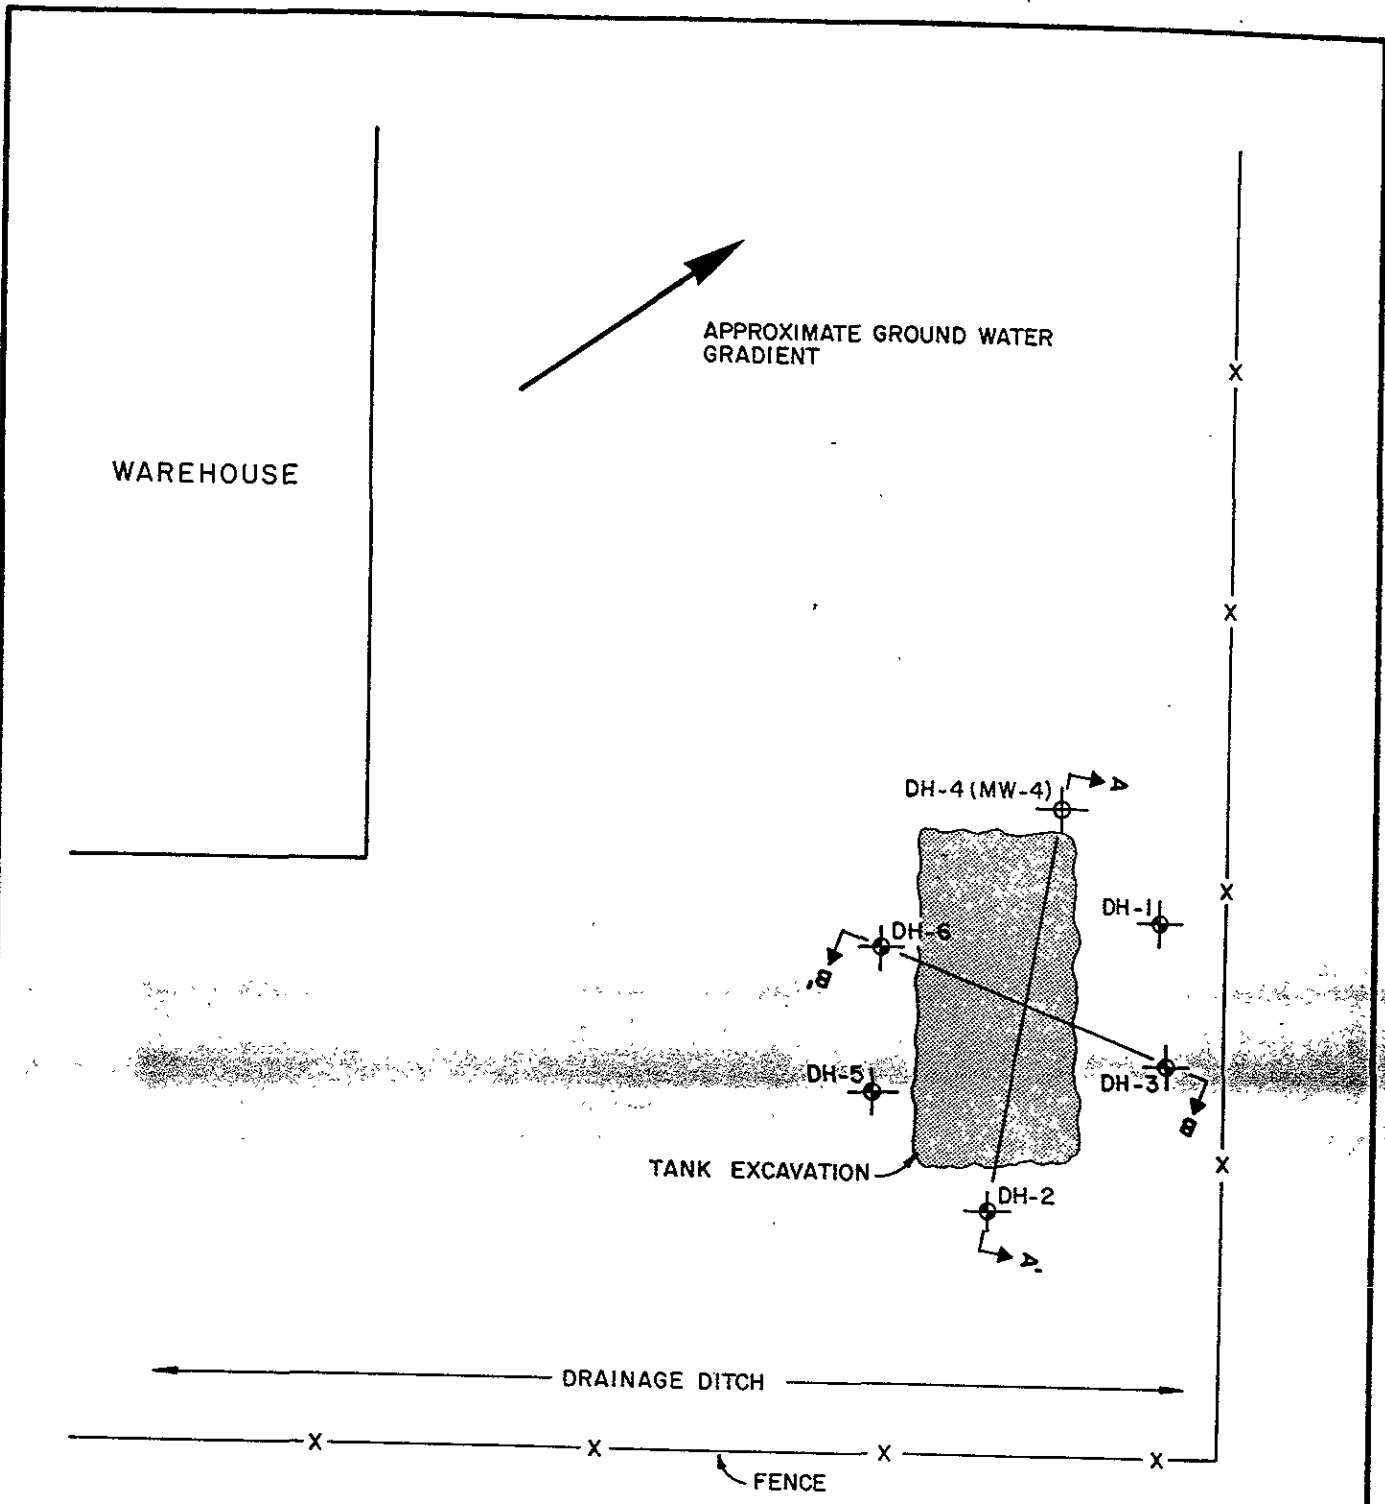 APPROXIMATE GROUND WATER
GRADIENT
X
WAREHOUSE
X
DH-4 (MW-4)
A
X
DH-1
DH-6
B'
DH-5
DH-3
B
X
TANK EXCAVATION
DH-2
A'
DRAINAGE DITCH
X
X
X
X
FENCE